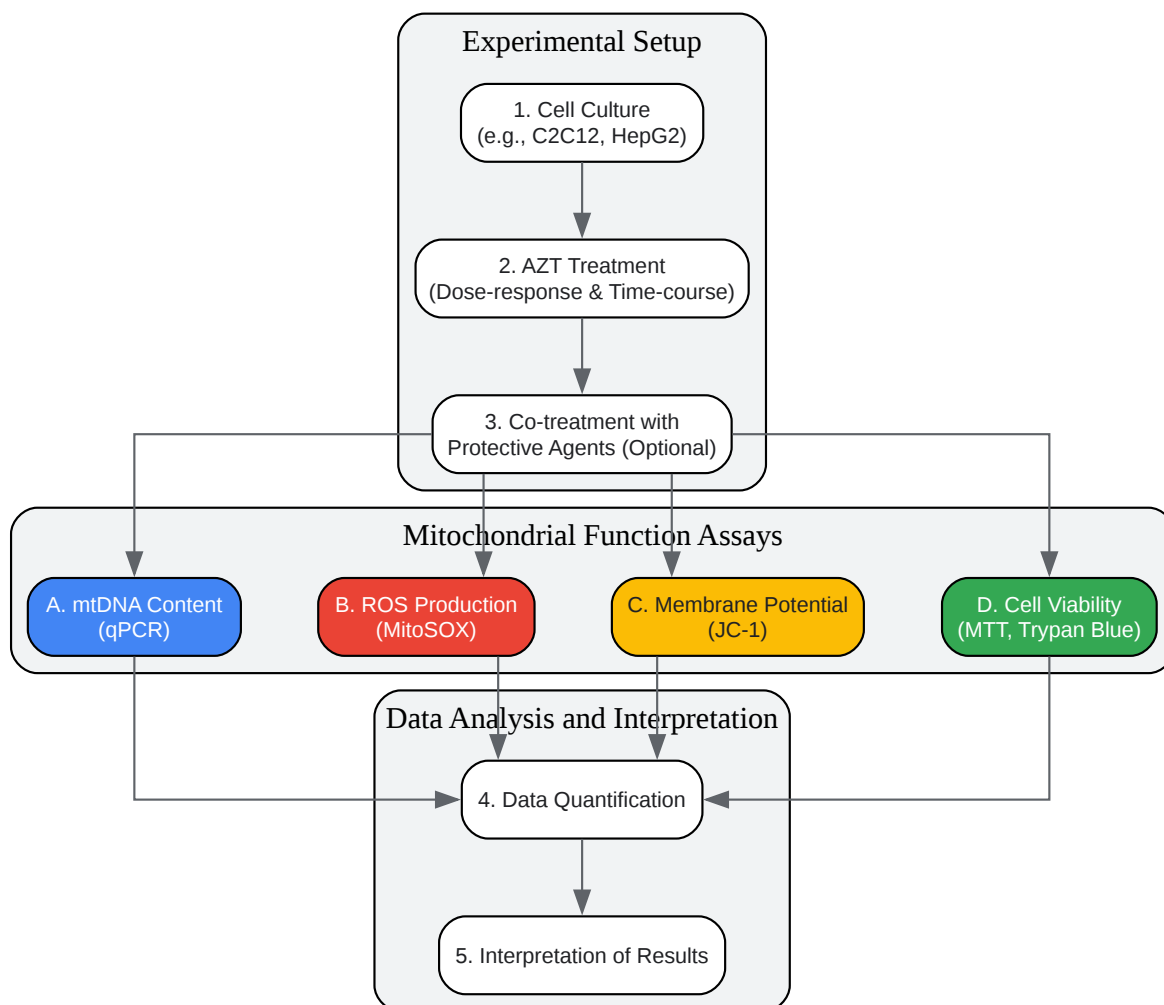 Experimental Setup
1. Cell Culture
(e.g., C2C12, HepG2)
2. AZT Treatment
(Dose-response & Time-course)
3. Co-treatment with
Protective Agents (Optional)
Mitochondrial Function Assays
A. mtDNA Content
(qPCR)
B. ROS Production
(MitoSOX)
C. Membrane Potential
(JC-1)
D. Cell Viability
(MTT, Trypan Blue)
Data Analysis and Interpretation
4. Data Quantification
5. Interpretation of Results